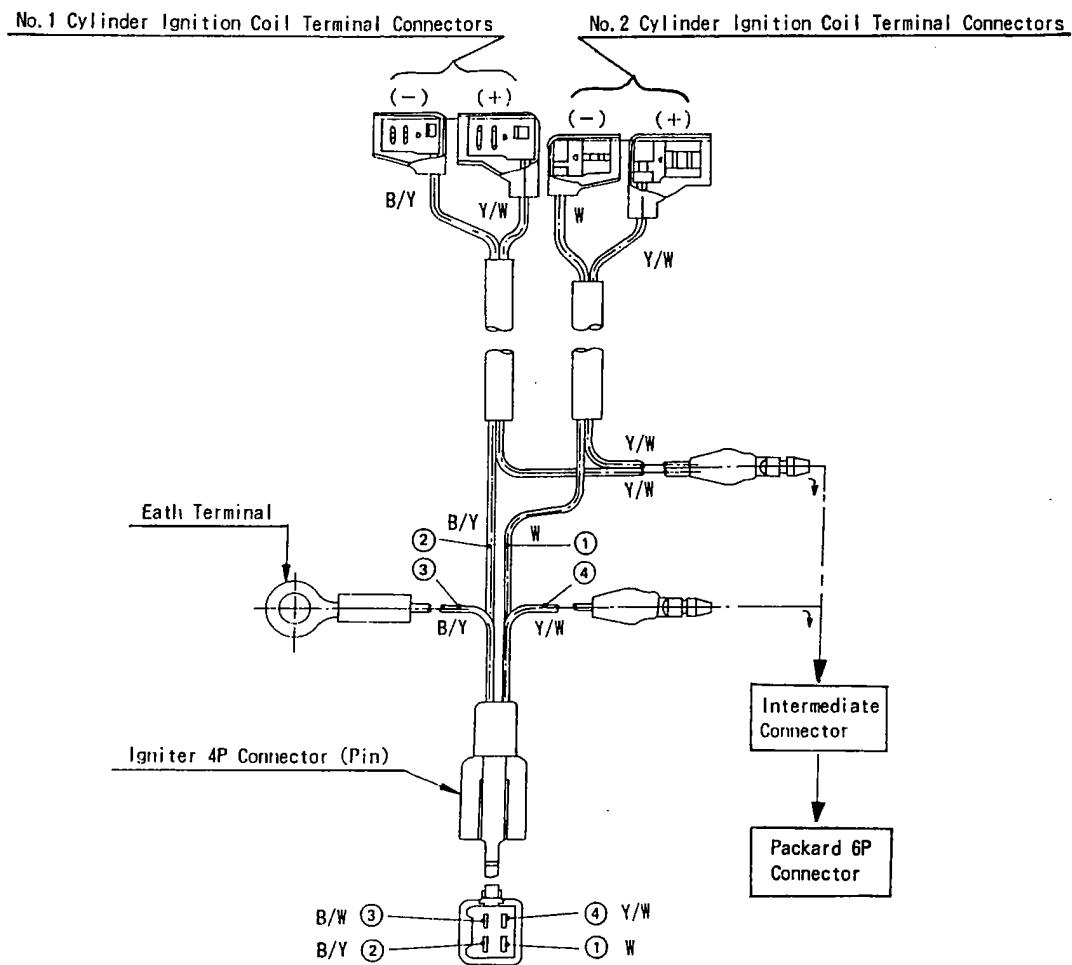 No.1 Cylinder Ignition Coil Terminal Connectors
No.2 Cylinder Ignition Coil Terminal Connectors
(-) (+)
(-) (+)
B/Y
Y/W
W
Y/W
Y/W
Y/W
Eath Terminal
B/Y
W
② ①
③ ④
B/Y
Y/W
Intermediate
Connector
Igniter 4P Connector (Pin)
Packard 6P
Connector
B/W ③ ④ Y/W
B/Y ② ① W